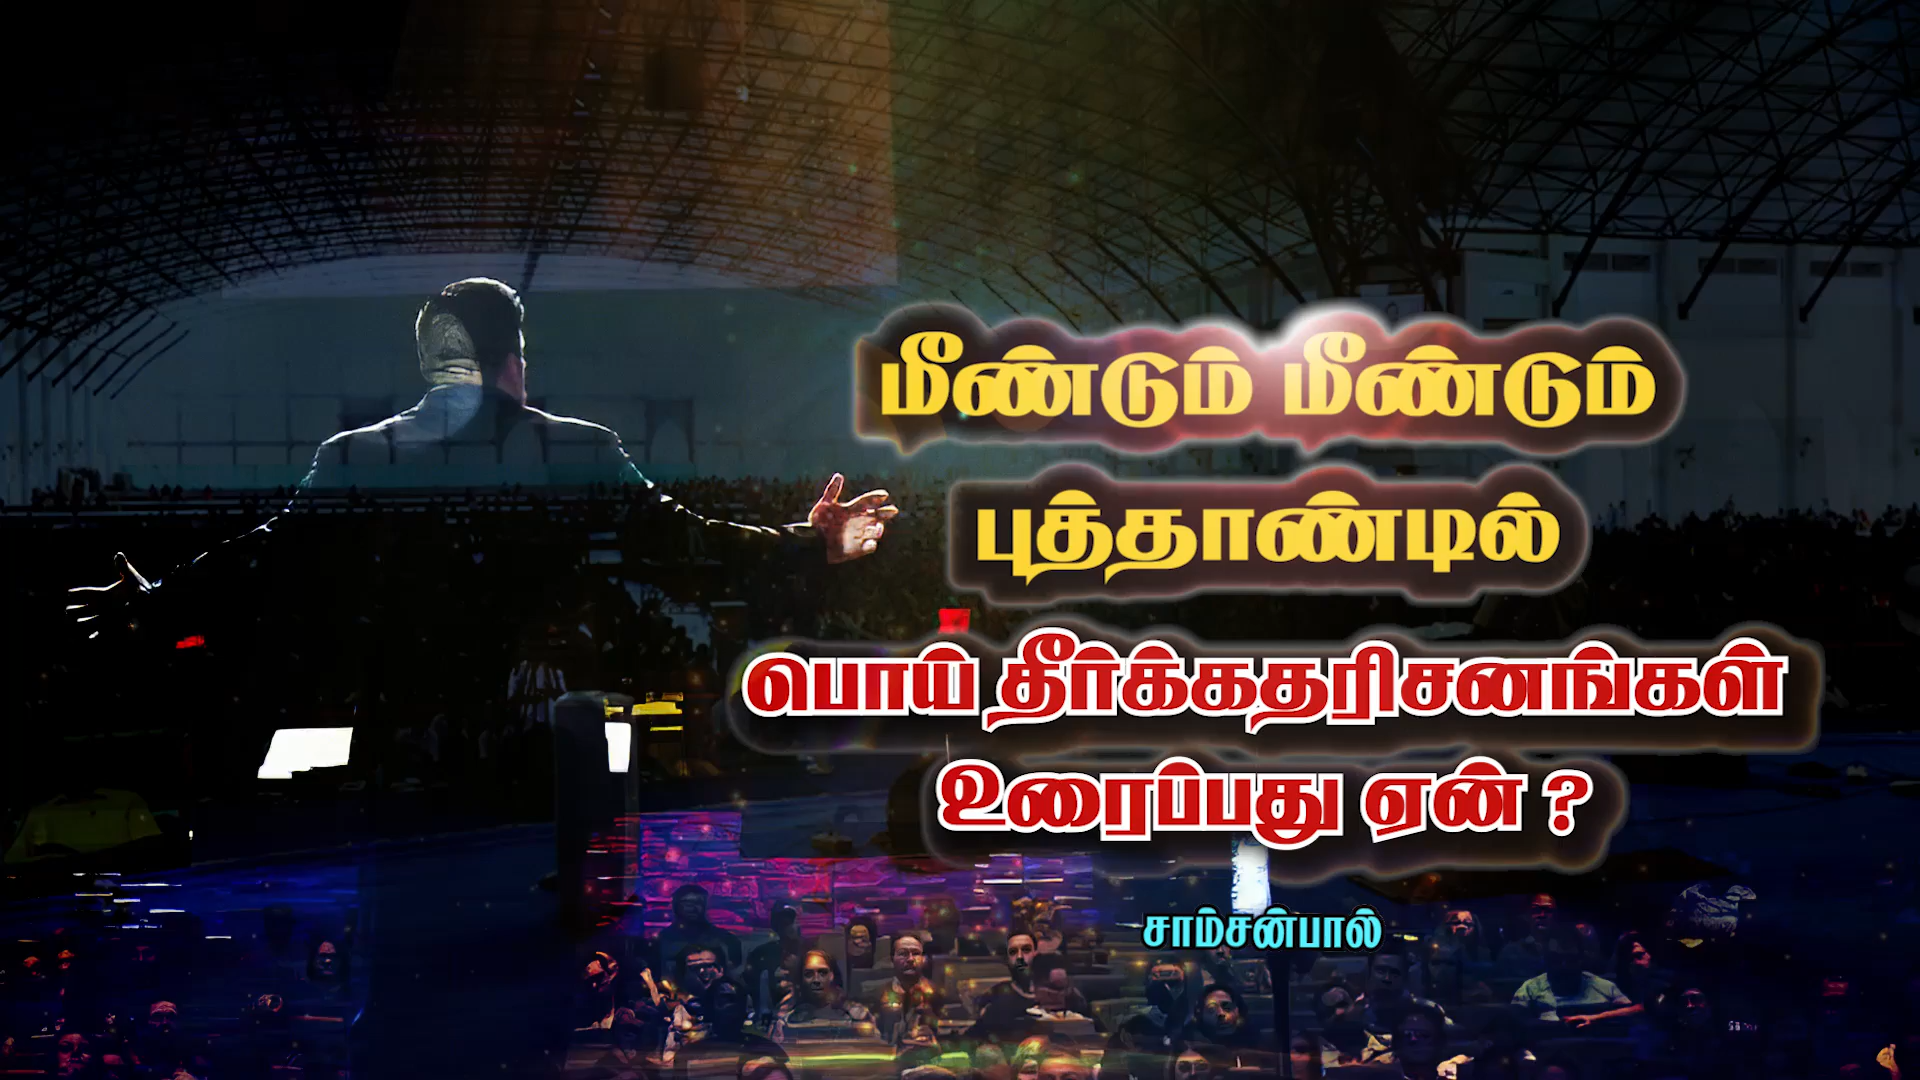 மீண்டும் மீண்டும்
புத்தாண்டில்
பொய் தீர்க்கதரிசனங்கள்
உரைப்பது ஏன் ?
சாம்சன்பால்